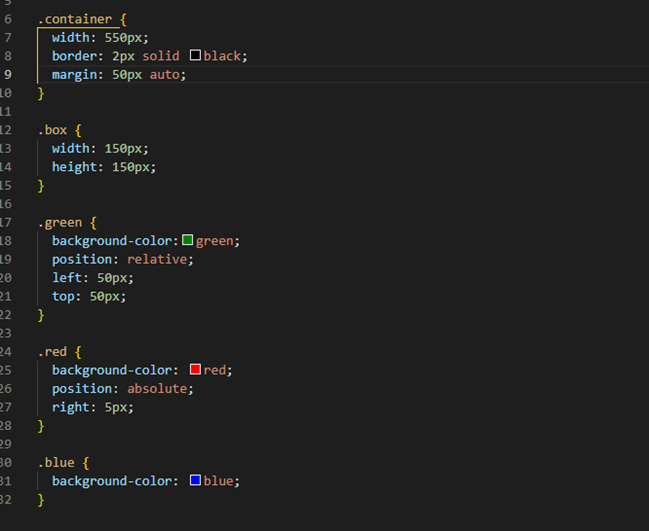 5
6 .container {
7 width: 550px;
8 border: 2px solid black;
9 margin: 50px auto;
10 }
11
12 .box {
13 width: 150px;
14 height: 150px;
15 }
16
17 .green {
18 background-color:green;
19 position: relative;
20 left: 50px;
21 top: 50px;
22 }
23
24 .red {
25 background-color: red;
26 position: absolute;
27 right: 5px;
28 }
29
30 .blue {
31 background-color: blue;
32 }